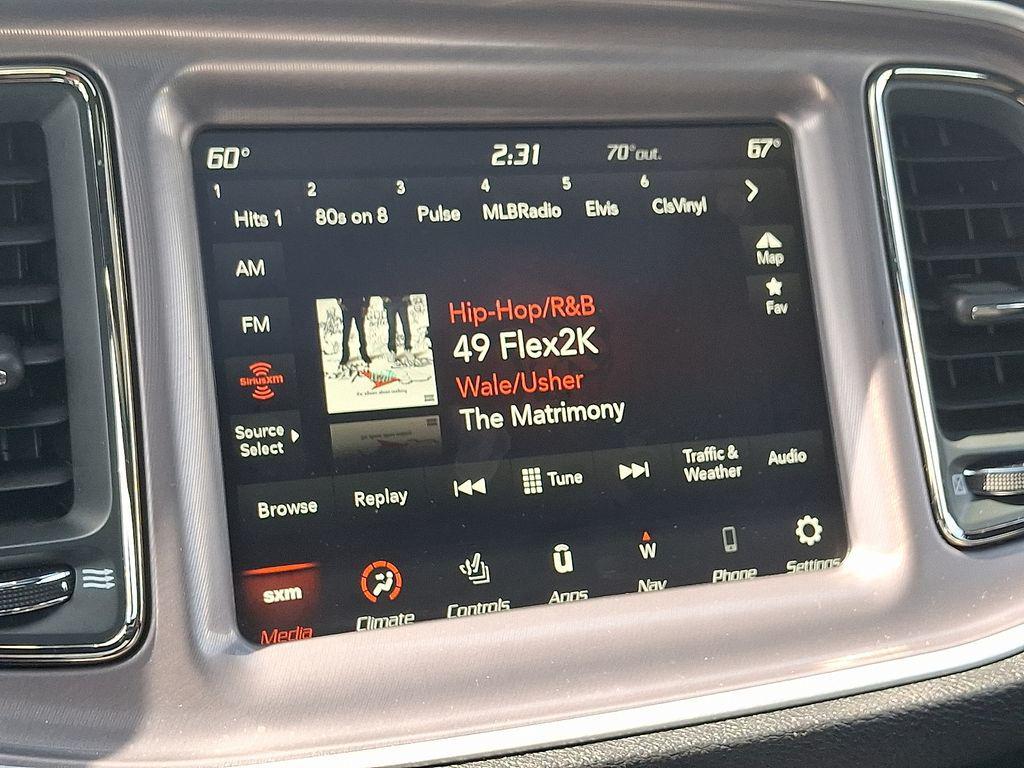 60° 2:31 70° out. 67°
1 2 3 4 5 6
Hits 1 80s on 8 Pulse MLBRadio Elvis ClsVinyl
AM
Map
FM
Fav
SiriusXM
Hip-Hop/R&B
49 Flex2K
Wale/Usher
The Matrimony
Source
Select
Browse Replay Tune Traffic &
Weather Audio
sxm
Media Climate Controls ū Apps W Nav Phone Settings